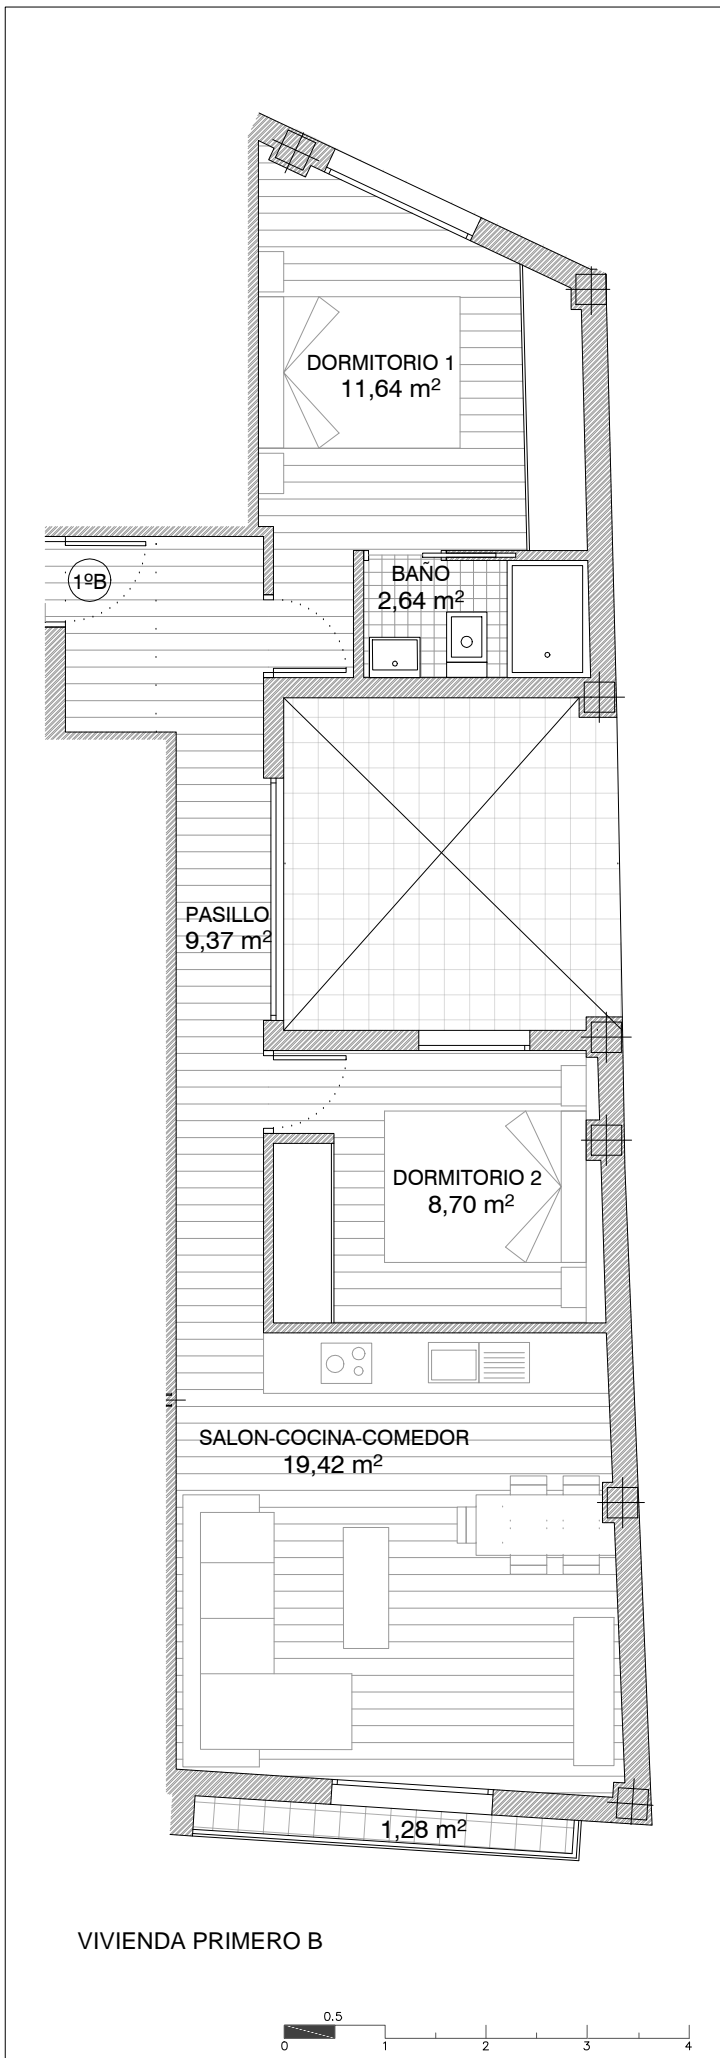 DORMITORIO 1
11,64 m²
1ºB
BAÑO
2,64 m²
PASILLO
9,37 m²
DORMITORIO 2
8,70 m²
SALON-COCINA-COMEDOR
19,42 m²
1,28 m²
VIVIENDA PRIMERO B
0.5
0 1 2 3 4